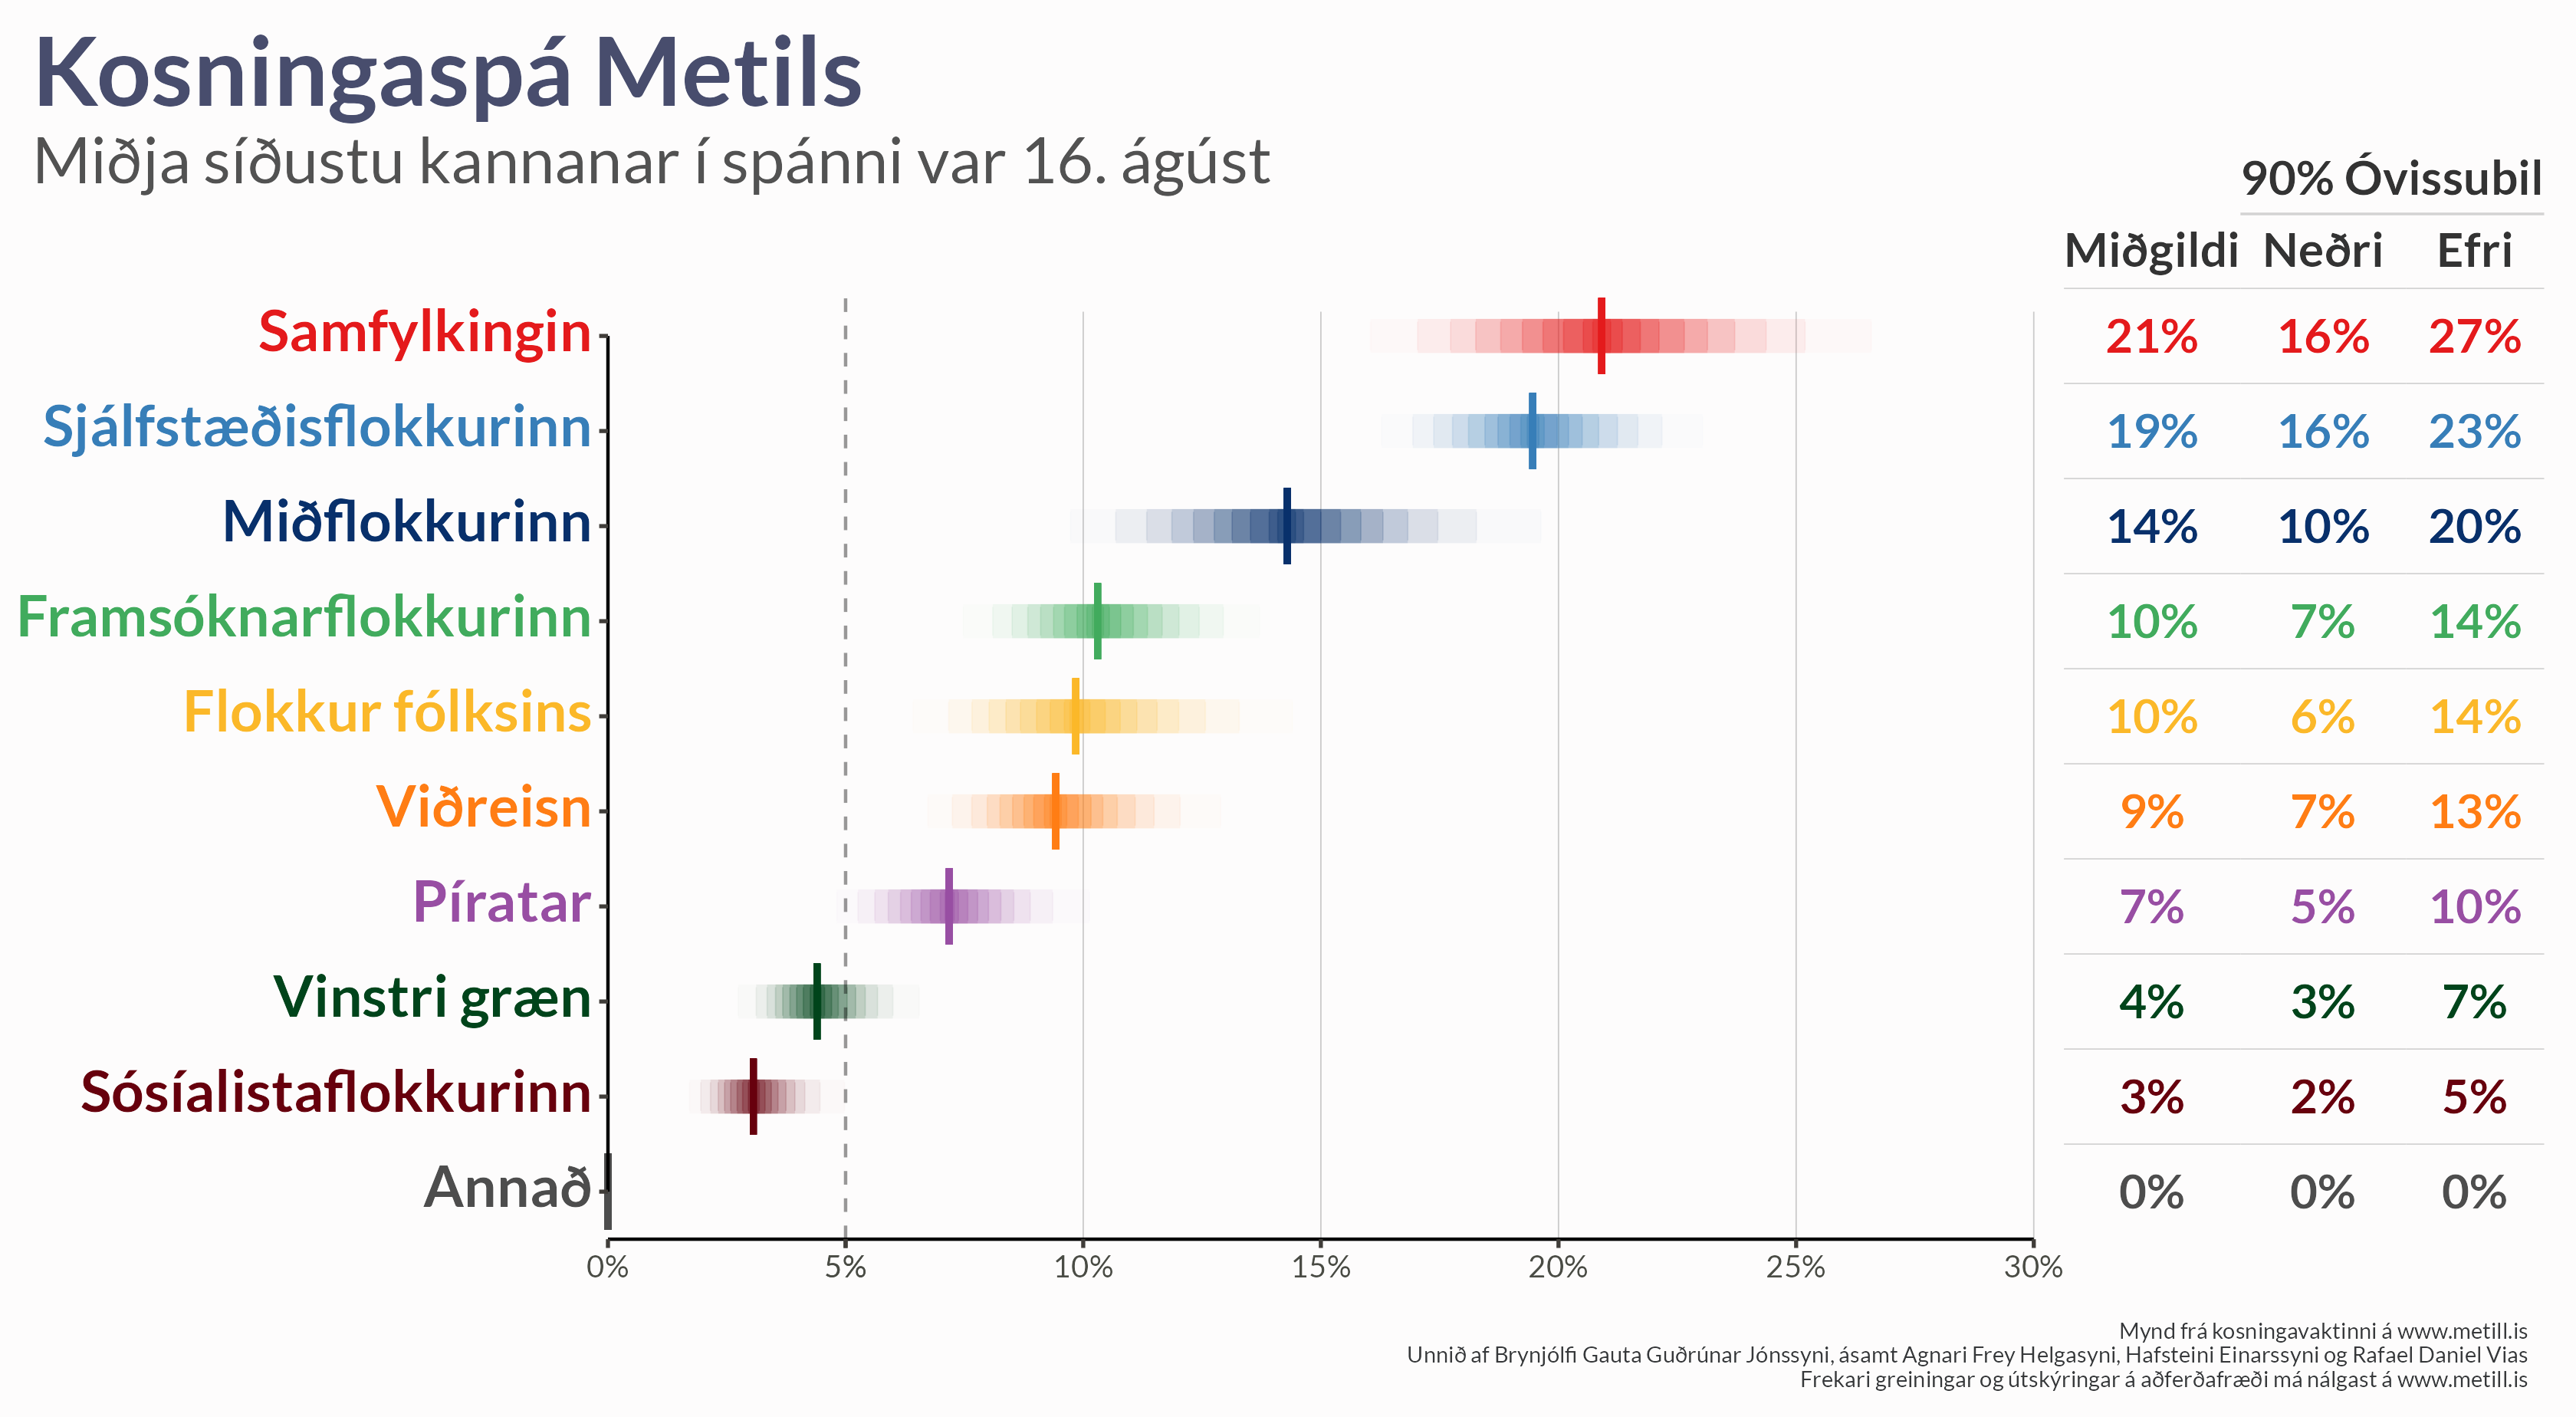 Kosningaspá Metils
Miðja síðustu kannanar í spánni var 16. ágúst
90% Óvissubil
Miðgildi Neðri Efri
Samfylkingin 21% 16% 27%
Sjálfstæðisflokkurinn 19% 16% 23%
Miðflokkurinn 14% 10% 20%
Framsóknarflokkurinn 10% 7% 14%
Flokkur fólksins 10% 6% 14%
Viðreisn 9% 7% 13%
Píratar 7% 5% 10%
Vinstri græn 4% 3% 7%
Sósíalistaflokkurinn 3% 2% 5%
Annað 0% 0% 0%
0% 5% 10% 15% 20% 25% 30%
Mynd frá kosningavaktinni á www.metill.is
Unnið af Brynjólfi Gauta Guðrúnar Jónssyni, ásamt Agnari Frey Helgasyni, Hafsteini Einarssyni og Rafael Daniel Vias
Frekari greiningar og útskýringar á aðferðafræði má nálgast á www.metill.is